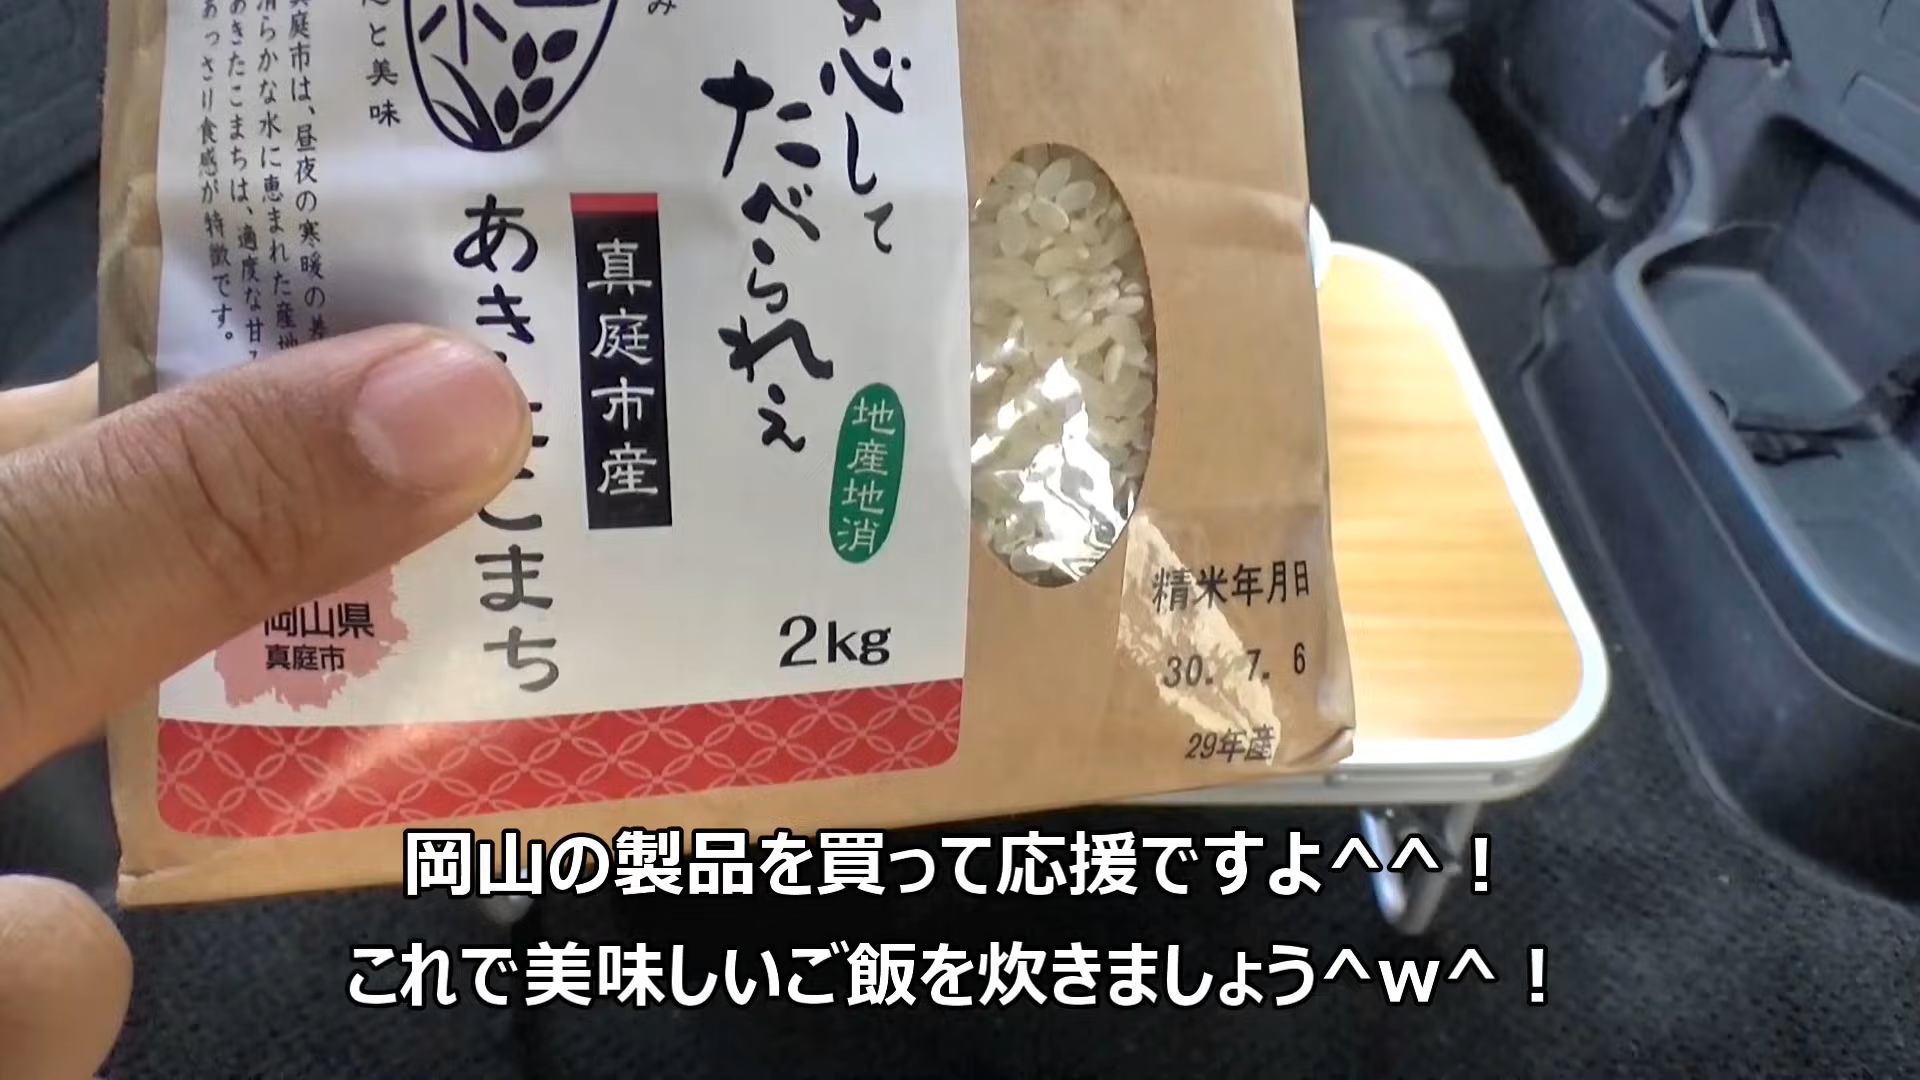 心して
たべられえ
地産地消
真庭市産
あき
こまち
2kg
と美味
真庭市は、昼夜の寒暖の
清らかな水に恵まれた産地
あきたこまちは、適度な甘
あっさり食感が特徴です。
岡山県
真庭市
精米年月日
30. 7. 6
29年産
岡山の製品を買って応援ですよ^^！
これで美味しいご飯を炊きましょう^w^！